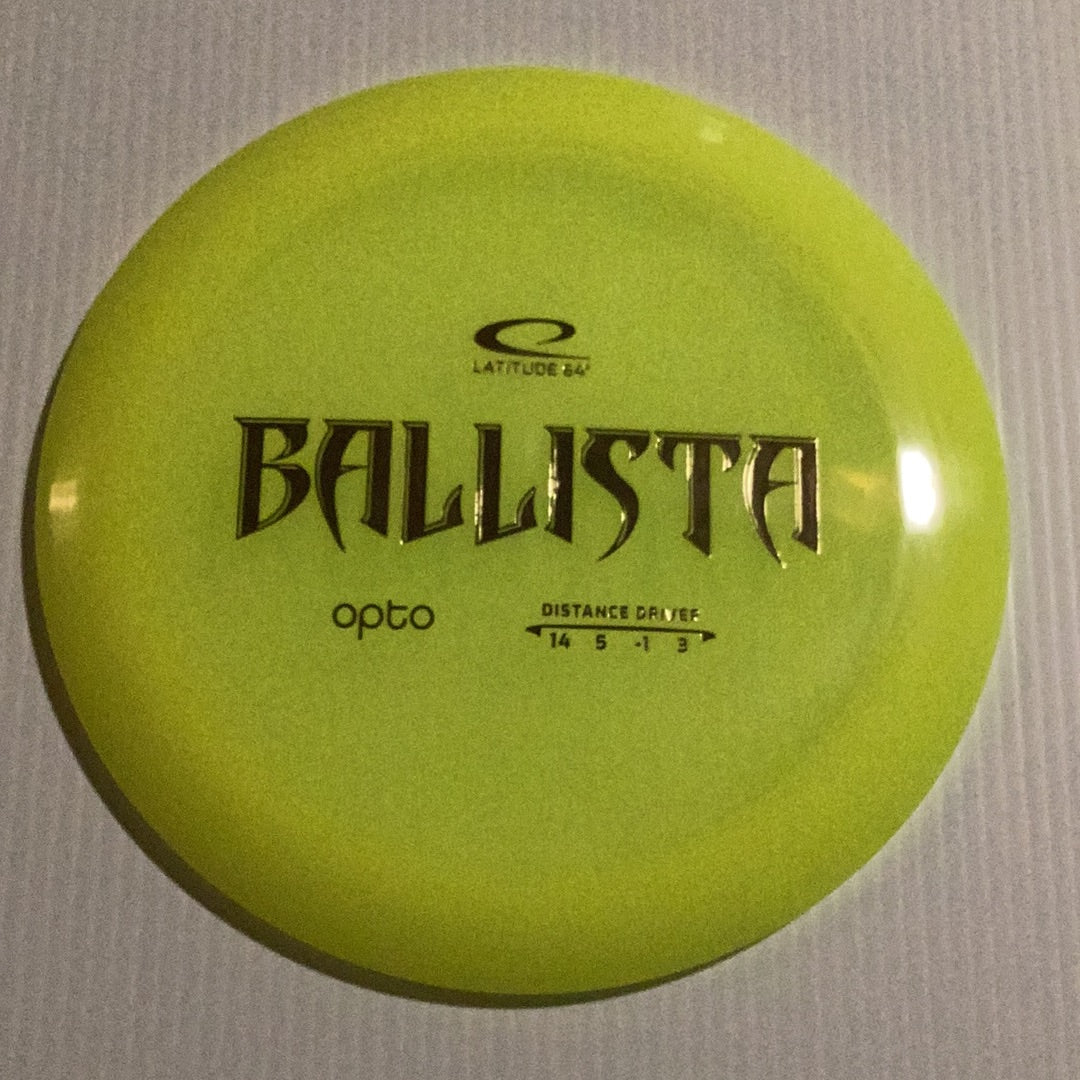 LATITUDE 64°
BALLISTA
opto
DISTANCE DRIVER
14 5 -1 3